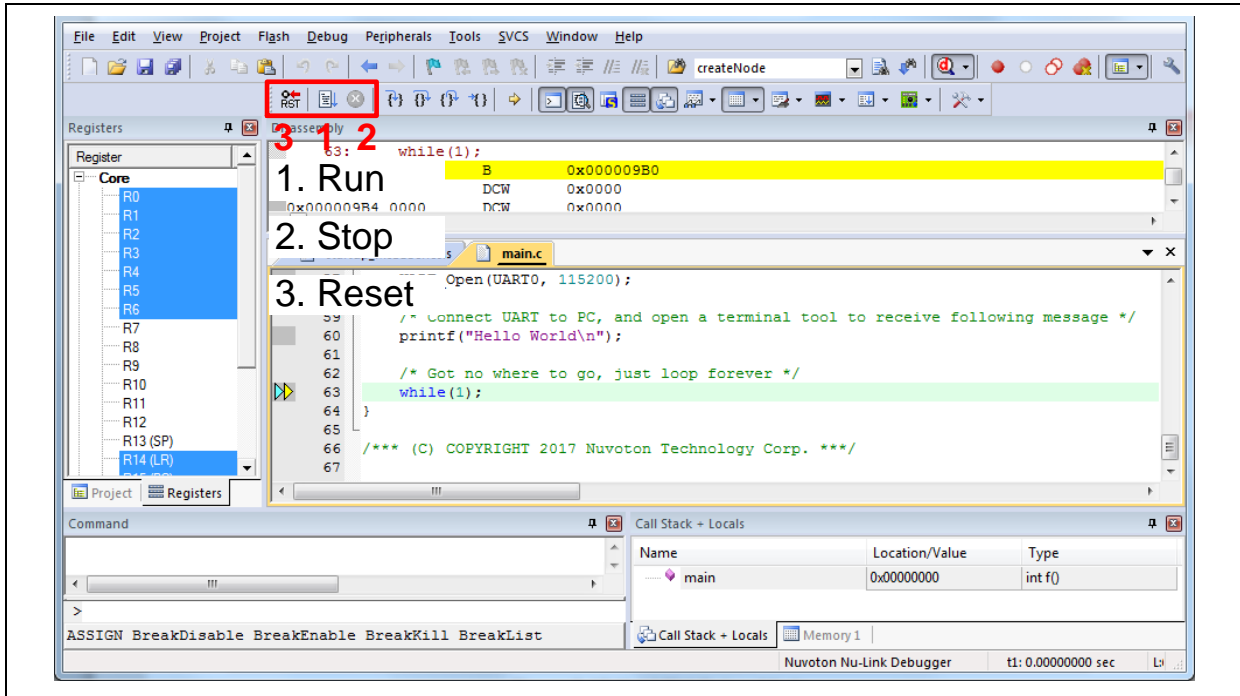 File Edit View Project Flash Debug Peripherals Tools SVCS Window Help
createNode
RST
3 1 2
Registers
Disassembly
Register
Core
R0
R1
R2
R3
R4
R5
R6
R7
R8
R9
R10
R11
R12
R13 (SP)
R14 (LR)
Project Registers
63: while(1);
B 0x000009B0
DCW 0x0000
0x000009B4 0000 DCW 0x0000
1. Run
2. Stop
3. Reset
main.c
Open(UART0, 115200);
59 /* Connect UART to PC, and open a terminal tool to receive following message */
60 printf("Hello World\n");
61
62 /* Got no where to go, just loop forever */
63 while(1);
64 }
65
66 /*** (C) COPYRIGHT 2017 Nuvoton Technology Corp. ***/
67
Command
>
ASSIGN BreakDisable BreakEnable BreakKill BreakList
Call Stack + Locals
Name Location/Value Type
main 0x00000000 int f()
Call Stack + Locals Memory 1
Nuvoton Nu-Link Debugger t1: 0.00000000 sec